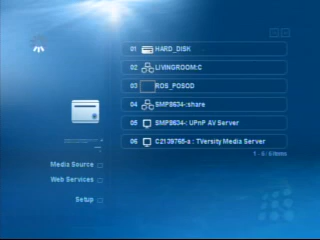 01 HARD_DISK
02 LIVINGROOM:C
03 ROS_POSOD
04 SMP8634-:share
05 SMP8634-: UPnP AV Server
06 C2139765-a : TVersity Media Server
1 - 6: 6 items
Media Source
Web Services
Setup